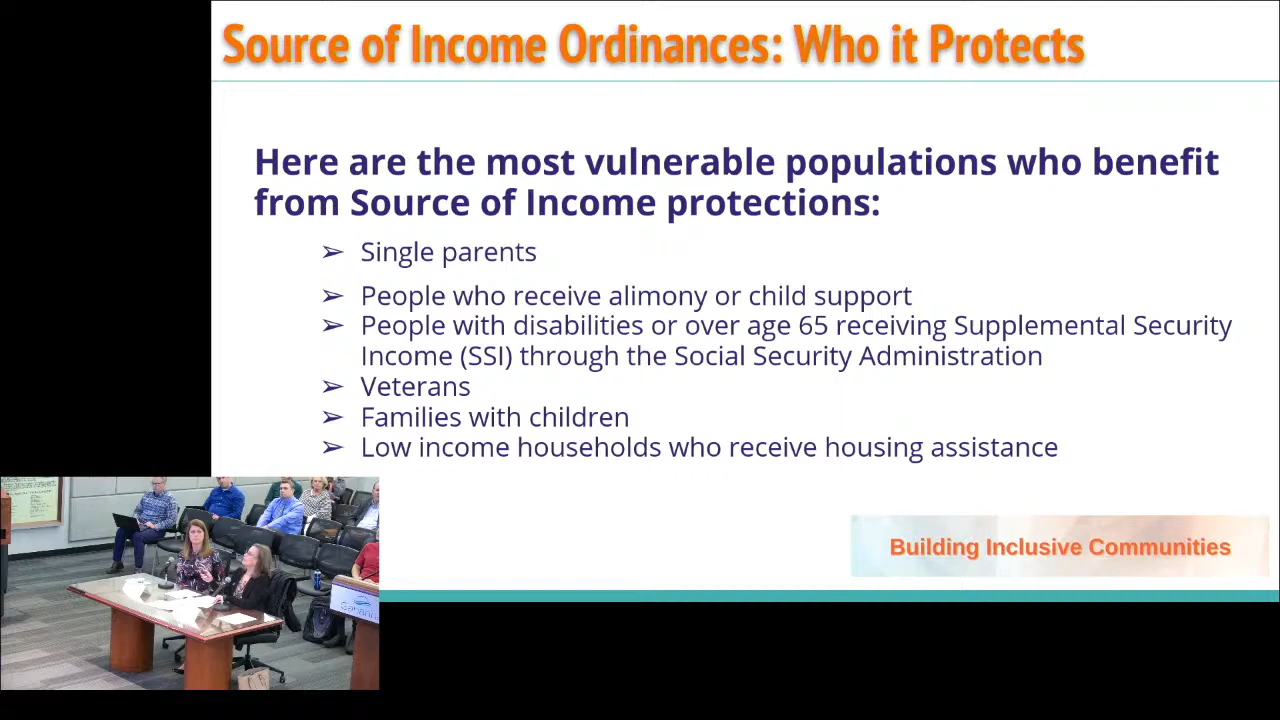 Source of Income Ordinances: Who it Protects
Here are the most vulnerable populations who benefit
from Source of Income protections:
➢ Single parents
➢ People who receive alimony or child support
➢ People with disabilities or over age 65 receiving Supplemental Security
Income (SSI) through the Social Security Administration
➢ Veterans
➢ Families with children
➢ Low income households who receive housing assistance
Building Inclusive Communities